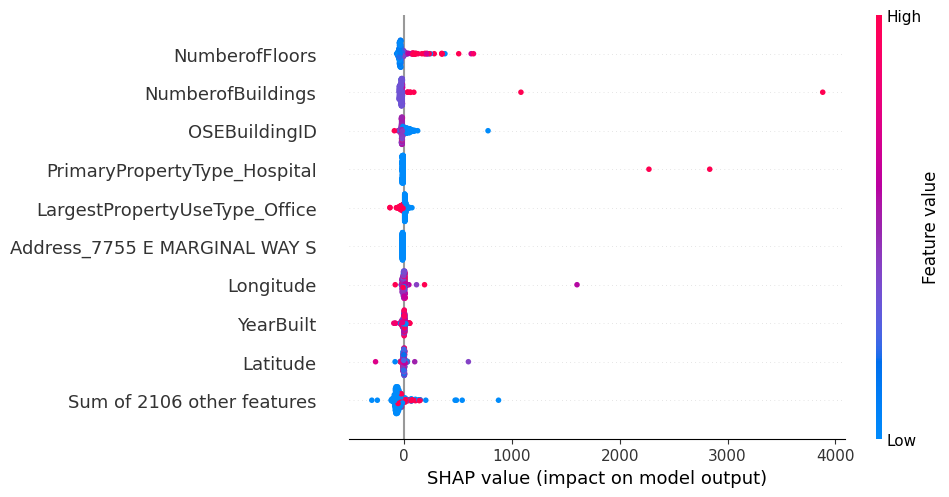 High
NumberofFloors
NumberofBuildings
OSEBuildingID
PrimaryPropertyType_Hospital
LargestPropertyUseType_Office
Address_7755 E MARGINAL WAY S
Longitude
YearBuilt
Latitude
Sum of 2106 other features
Feature value
Low
0 1000 2000 3000 4000
SHAP value (impact on model output)